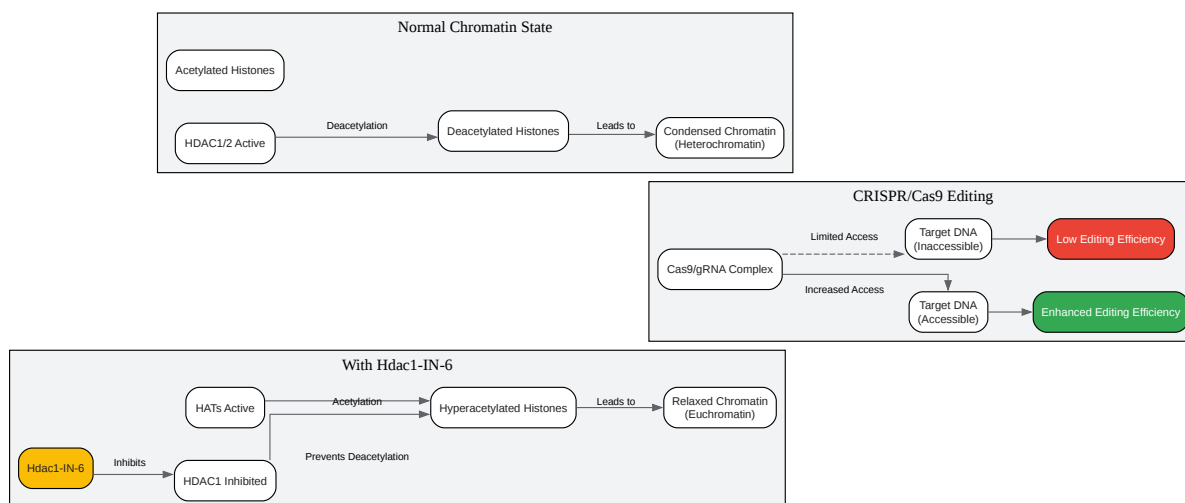 Normal Chromatin State
Acetylated Histones
HDAC1/2 Active
Deacetylation
Deacetylated Histones
Leads to
Condensed Chromatin
(Heterochromatin)
CRISPR/Cas9 Editing
Cas9/gRNA Complex
Limited Access
Target DNA
(Inaccessible)
Low Editing Efficiency
Increased Access
Target DNA
(Accessible)
Enhanced Editing Efficiency
With Hdac1-IN-6
HATs Active
Acetylation
Hyperacetylated Histones
Leads to
Relaxed Chromatin
(Euchromatin)
Hdac1-IN-6
Inhibits
HDAC1 Inhibited
Prevents Deacetylation